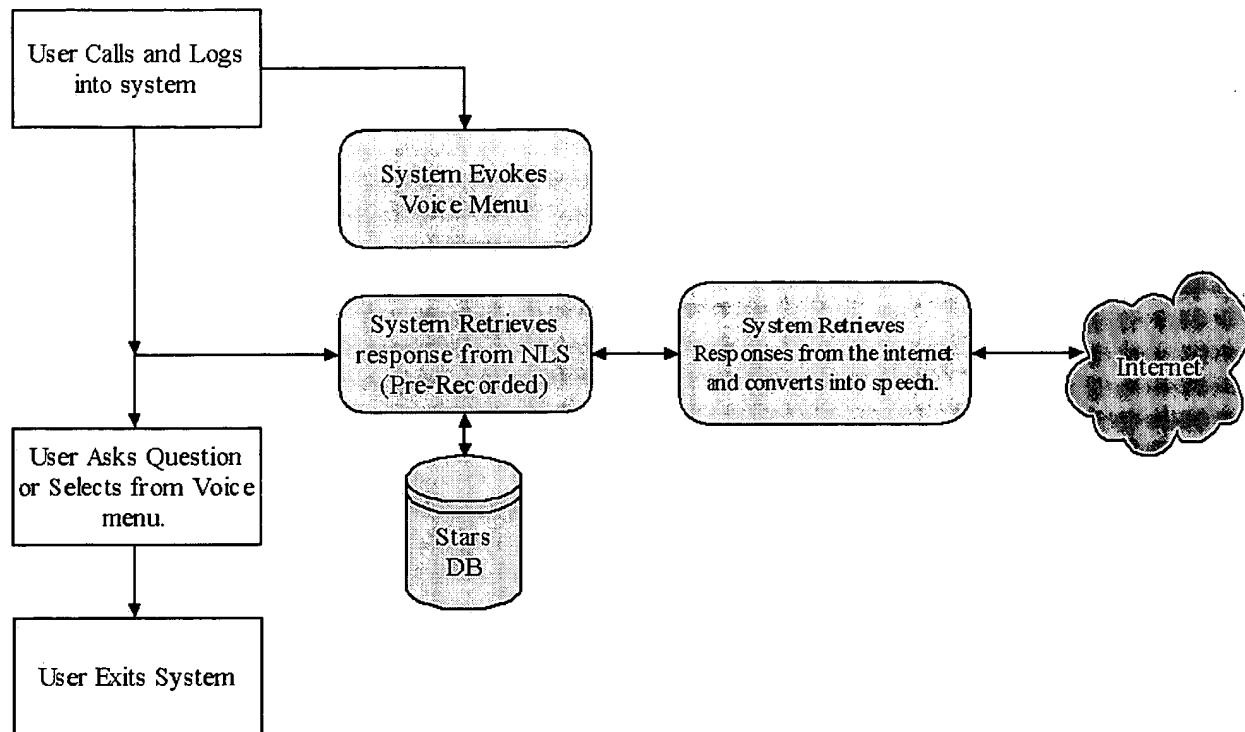 User Calls and Logs
into system
System Evokes
Voice Menu
System Retrieves
response from NLS
(Pre-Recorded)
System Retrieves
Responses from the internet
and converts into speech.
Internet
User Asks Question
or Selects from Voice
menu.
Stars
DB
User Exits System